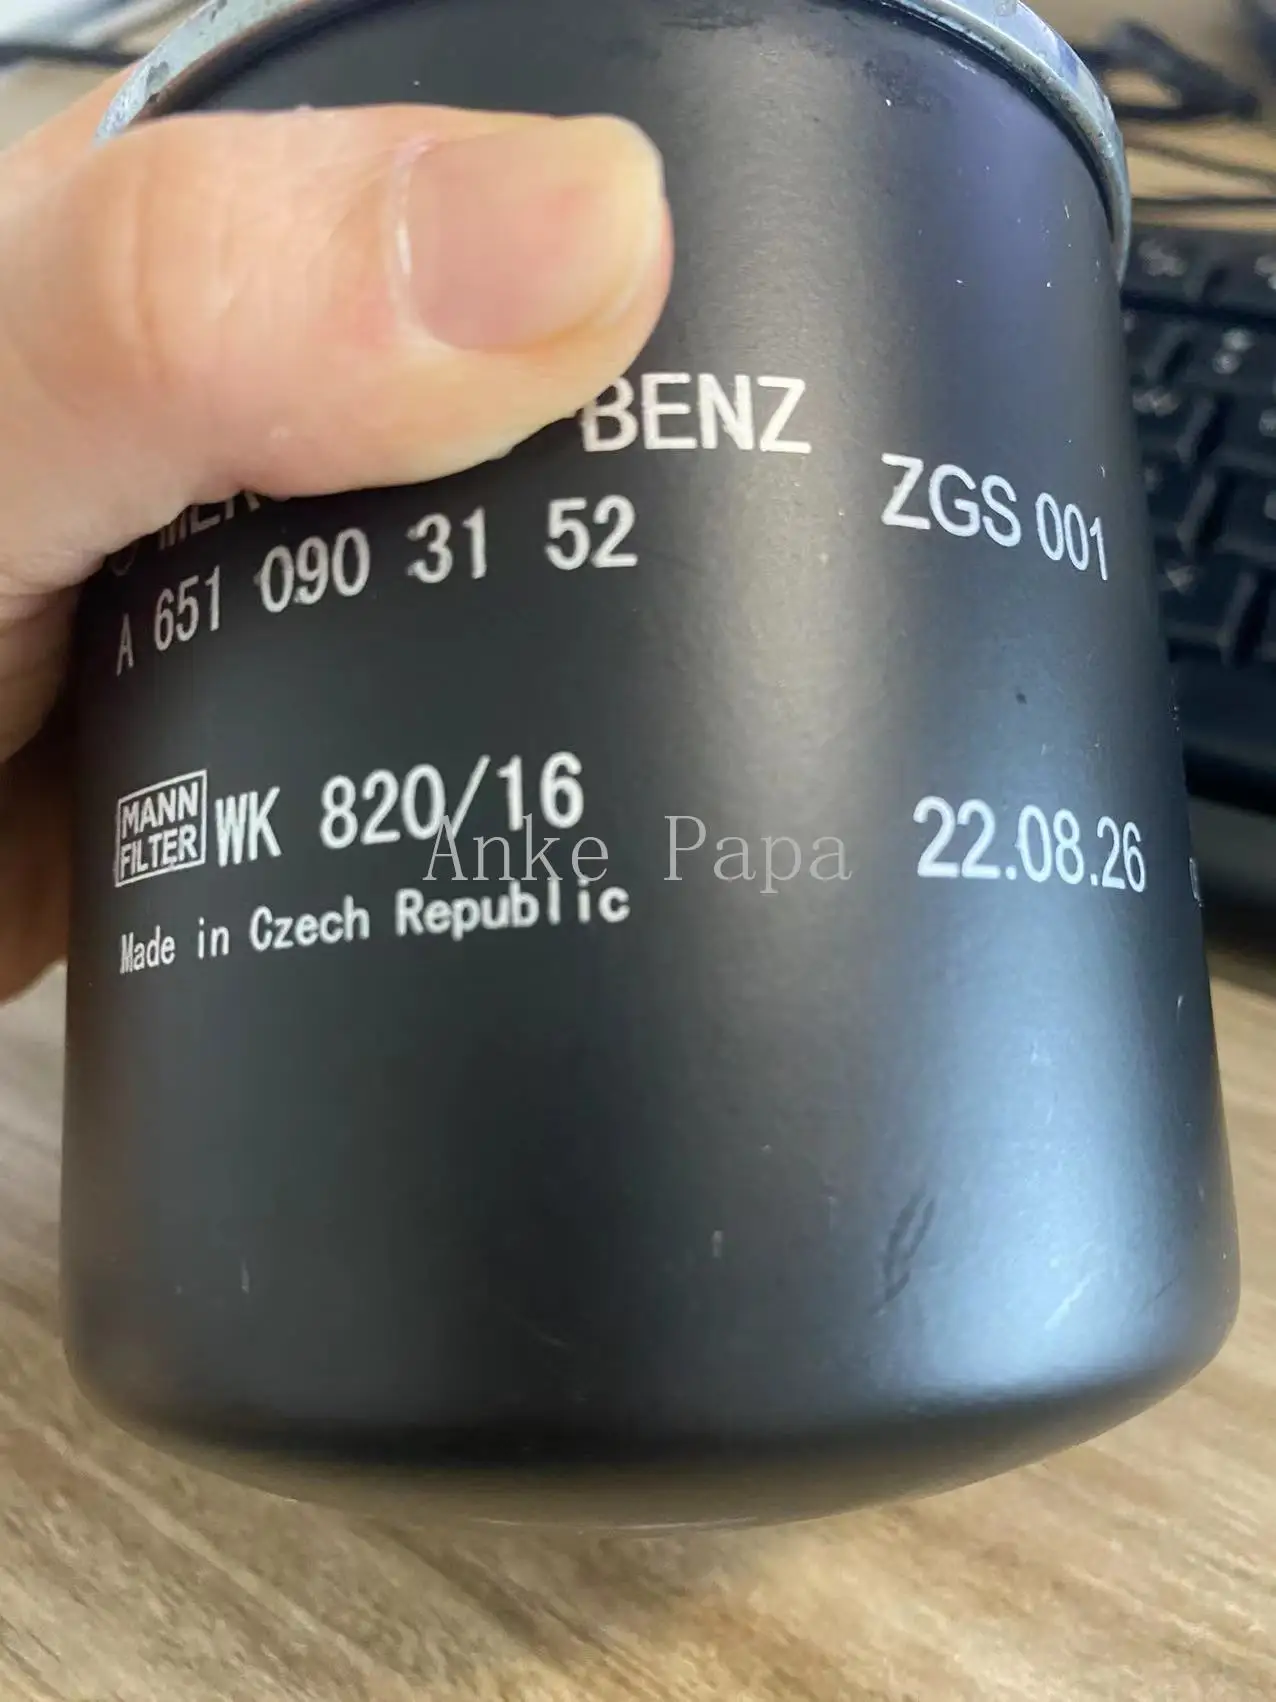 BENZ
ZGS 001
A 651 090 31 52
MANN
FILTER
WK 820/16
22.08.26
Anke Papa
Made in Czech Republic